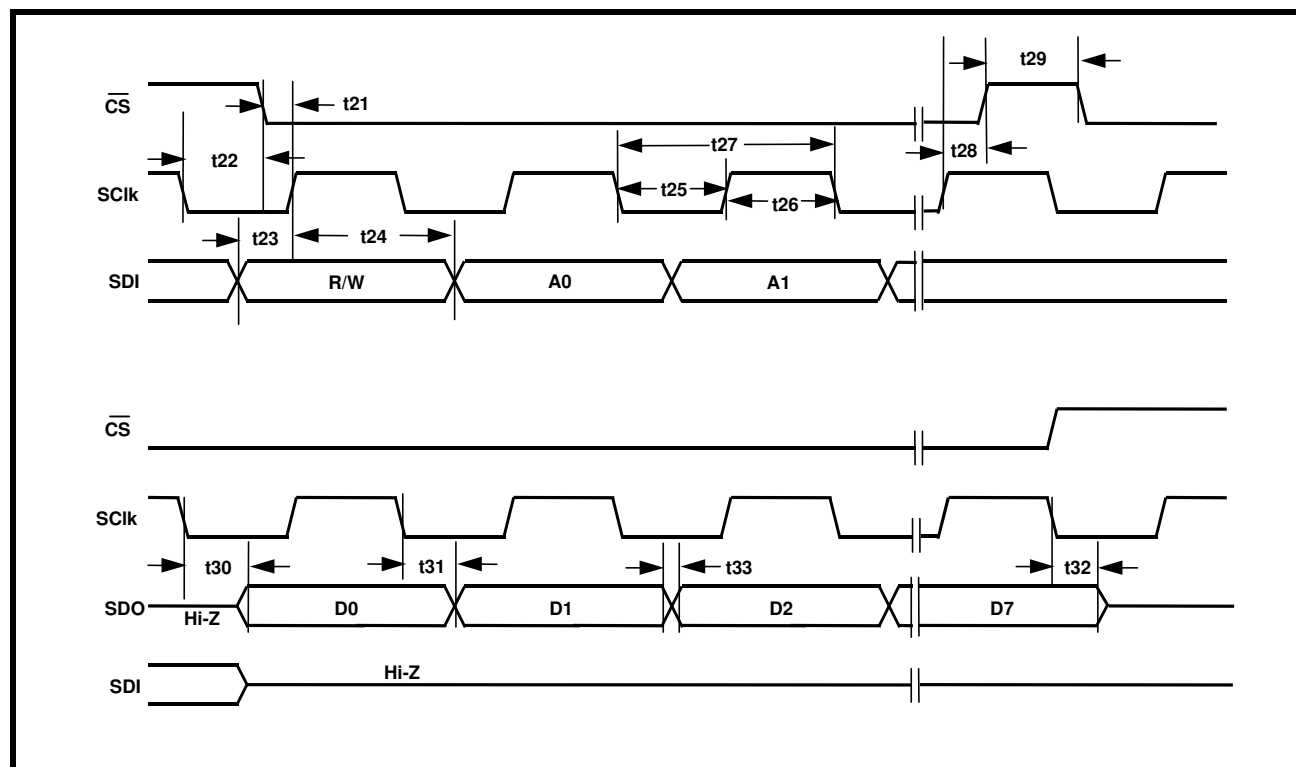 t29
CS
t21
t27
t22
t28
SClk
t25
t26
t23
t24
SDI
R/W
A0
A1
CS
SClk
t30
t31
t33
t32
SDO
Hi-Z
D0
D1
D2
D7
SDI
Hi-Z